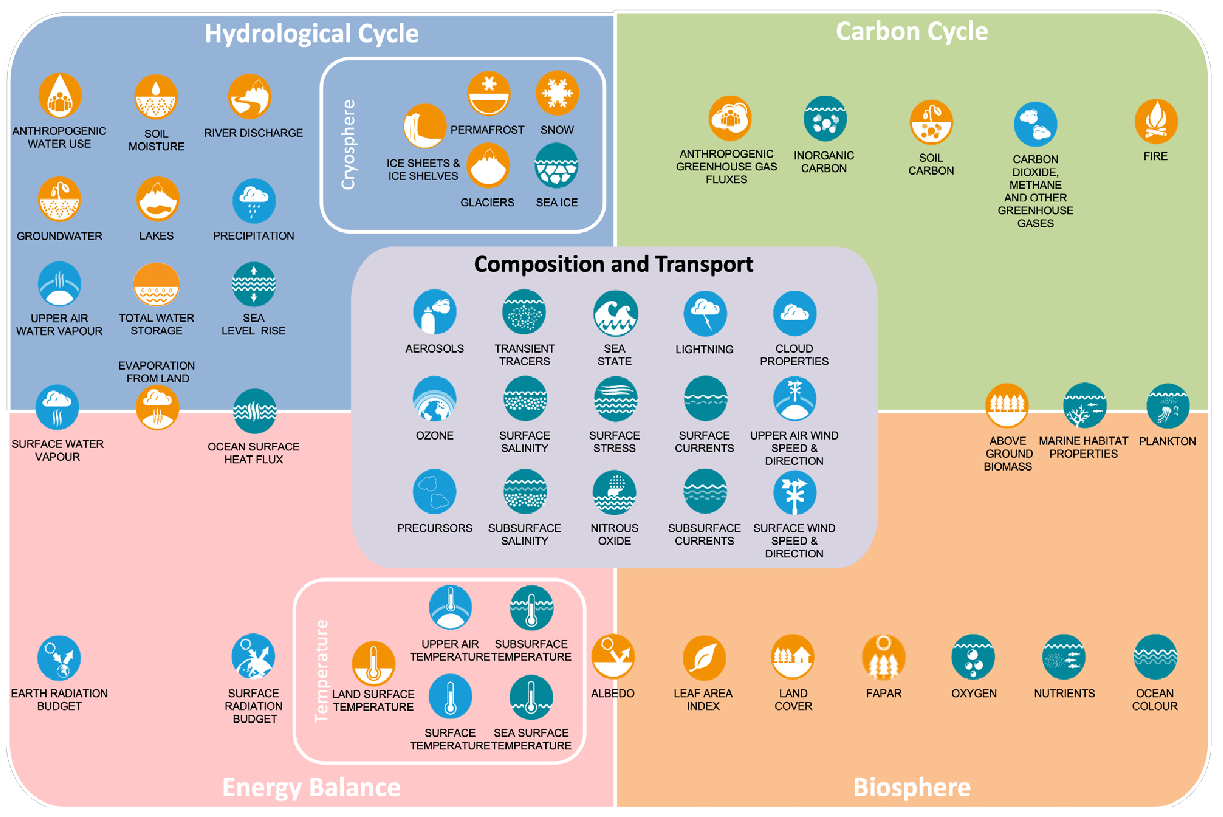 Hydrological Cycle
Carbon Cycle
ANTHROPOGENIC
WATER USE
SOIL
MOISTURE
RIVER DISCHARGE
Cryosphere
ICE SHEETS &
ICE SHELVES
PERMAFROST
SNOW
GLACIERS
SEA ICE
ANTHROPOGENIC
GREENHOUSE GAS
FLUXES
INORGANIC
CARBON
SOIL
CARBON
CARBON
DIOXIDE,
METHANE
AND OTHER
GREENHOUSE
GASES
FIRE
GROUNDWATER
LAKES
PRECIPITATION
UPPER AIR
WATER VAPOUR
TOTAL WATER
STORAGE
SEA
LEVEL RISE
EVAPORATION
FROM LAND
SURFACE WATER
VAPOUR
OCEAN SURFACE
HEAT FLUX
Composition and Transport
AEROSOLS
TRANSIENT
TRACERS
SEA
STATE
LIGHTNING
CLOUD
PROPERTIES
OZONE
SURFACE
SALINITY
SURFACE
STRESS
SURFACE
CURRENTS
UPPER AIR WIND
SPEED &
DIRECTION
PRECURSORS
SUBSURFACE
SALINITY
NITROUS
OXIDE
SUBSURFACE
CURRENTS
SURFACE WIND
SPEED &
DIRECTION
ABOVE
GROUND
BIOMASS
MARINE HABITAT
PROPERTIES
PLANKTON
EARTH RADIATION
BUDGET
SURFACE
RADIATION
BUDGET
Temperature
LAND SURFACE
TEMPERATURE
UPPER AIR
TEMPERATURE
SUBSURFACE
TEMPERATURE
SURFACE
TEMPERATURE
SEA SURFACE
TEMPERATURE
ALBEDO
LEAF AREA
INDEX
LAND
COVER
FAPAR
OXYGEN
NUTRIENTS
OCEAN
COLOUR
Energy Balance
Biosphere